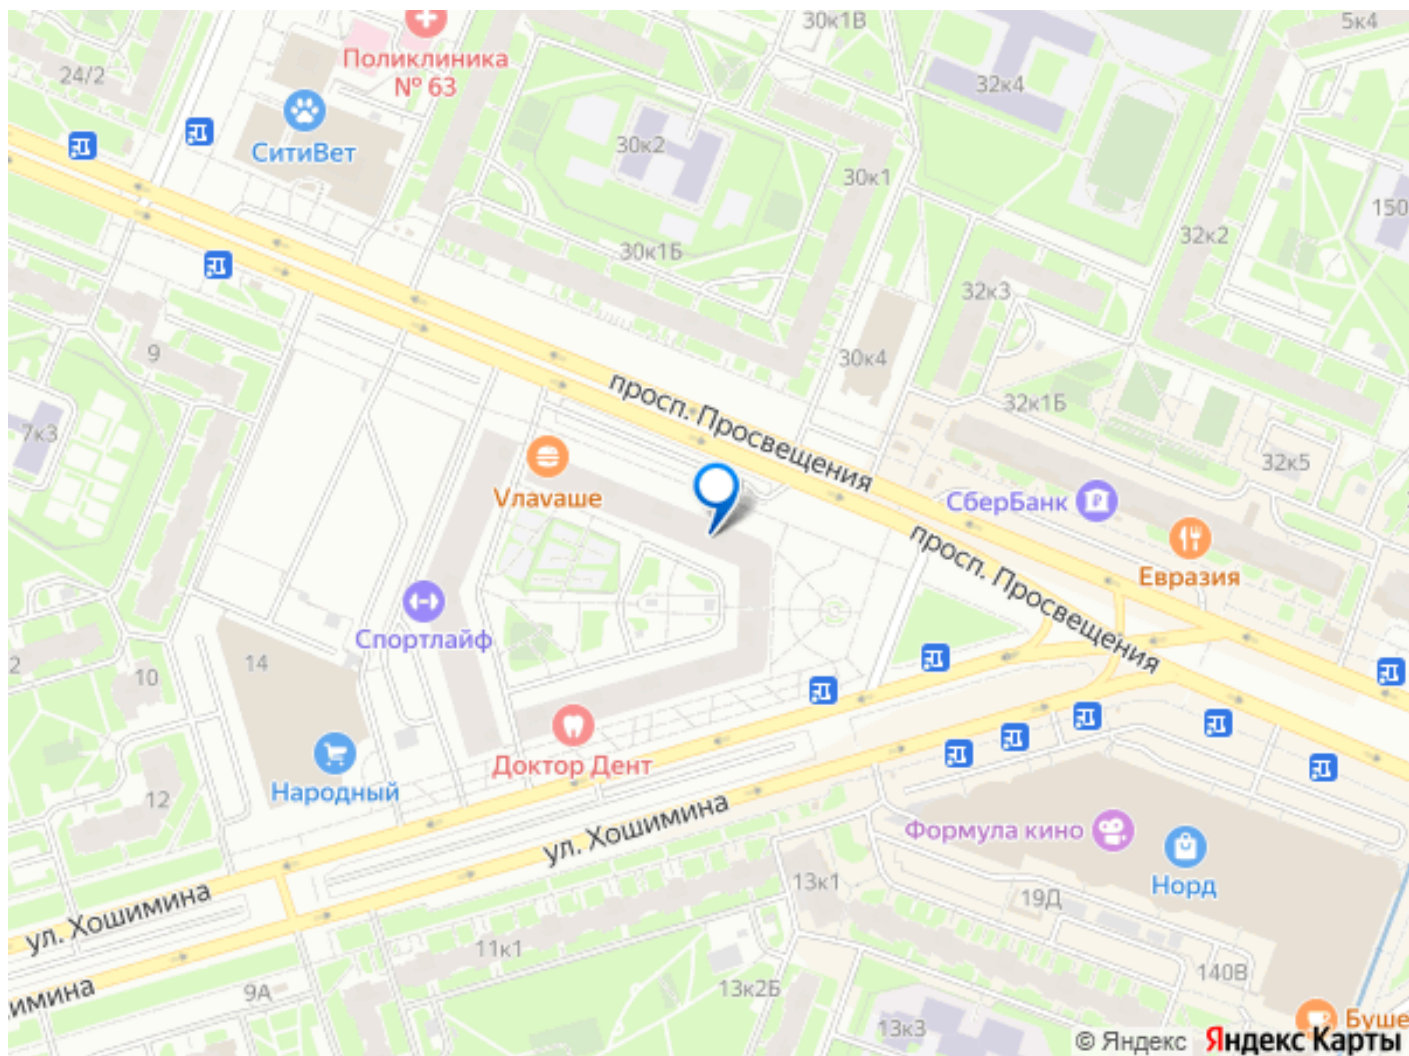 30к1В
5к4
Поликлиника
№ 63
24/2
32к4
СитиВет
30к2
30к1
150
32к2
30к1Б
32к3
9
30к4
просп. Просвещения
32к1Б
7к3
32к5
Vлavаше
СберБанк
просп. Просвещения
Евразия
Спортлайф
14
2
10
Доктор Дент
Народный
12
ул. Хошимина
Формула кино
Норд
13к1
19Д
ул. Хошимина
11к1
140В
имина
9А
13к2Б
13к3
Буше
© Яндекс Яндекс Карты